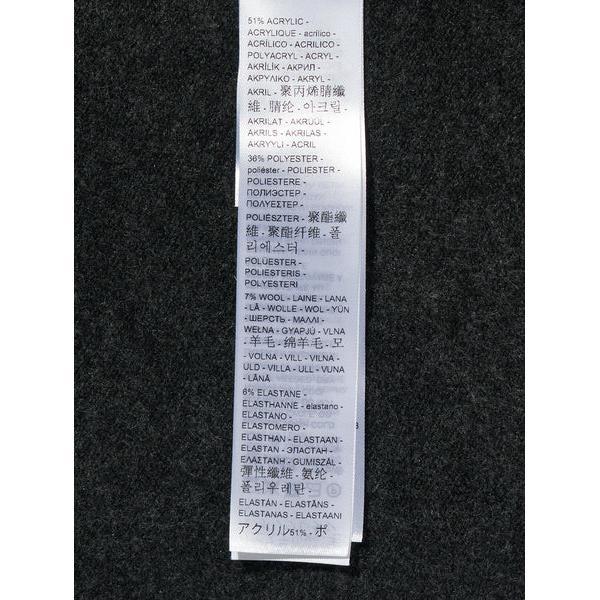 51% ACRYLIC -
ACRYLIQUE - acrílico -
ACRÍLICO - ACRILICO -
POLYACRYL - ACRYL -
AKRİLİK - АКРИЛ -
ΑΚΡΥΛΙΚΟ - AKRYL -
AKRIL - 聚丙烯腈纖
維 - 腈纶 - 아크릴 -
AKRILAT - AKRÜÜL -
AKRILS - AKRILAS -
AKRYYLI - ACRIL
36% POLYESTER -
poliéster - POLIESTER -
POLIESTERE -
ПОЛИЭСТЕР -
ΠΟΛΥΕΣΤΕΡ -
POLIÉSZTER - 聚酯纖
維 - 聚酯纤维 - 폴
리에스터 -
POLÜESTER -
POLIESTERIS -
POLYESTERI
7% WOOL - LAINE - LANA
- LÃ - WOLLE - WOL - YÜN
- ШЕРСТЬ - ΜΑΛΛΙ -
WEŁNA - GYAPJÚ - VLNA
- 羊毛 - 绵羊毛 - 모
- VOLNA - VILL - VILNA -
ULD - VILLA - ULL - VUNA
- LÂNĂ
6% ELASTANE -
ELASTHANNE - elastano -
ELASTANO -
ELASTOMERO -
ELASTHAN - ELASTAAN -
ELASTAN - ЭЛАСТАН -
ΕΛΑΣΤΑΝΗ - GUMISZÁL -
彈性纖維 - 氨纶 -
폴리우레탄 -
ELASTÁN - ELASTĀNS -
ELASTANAS - ELASTAANI
アクリル51% - ポ